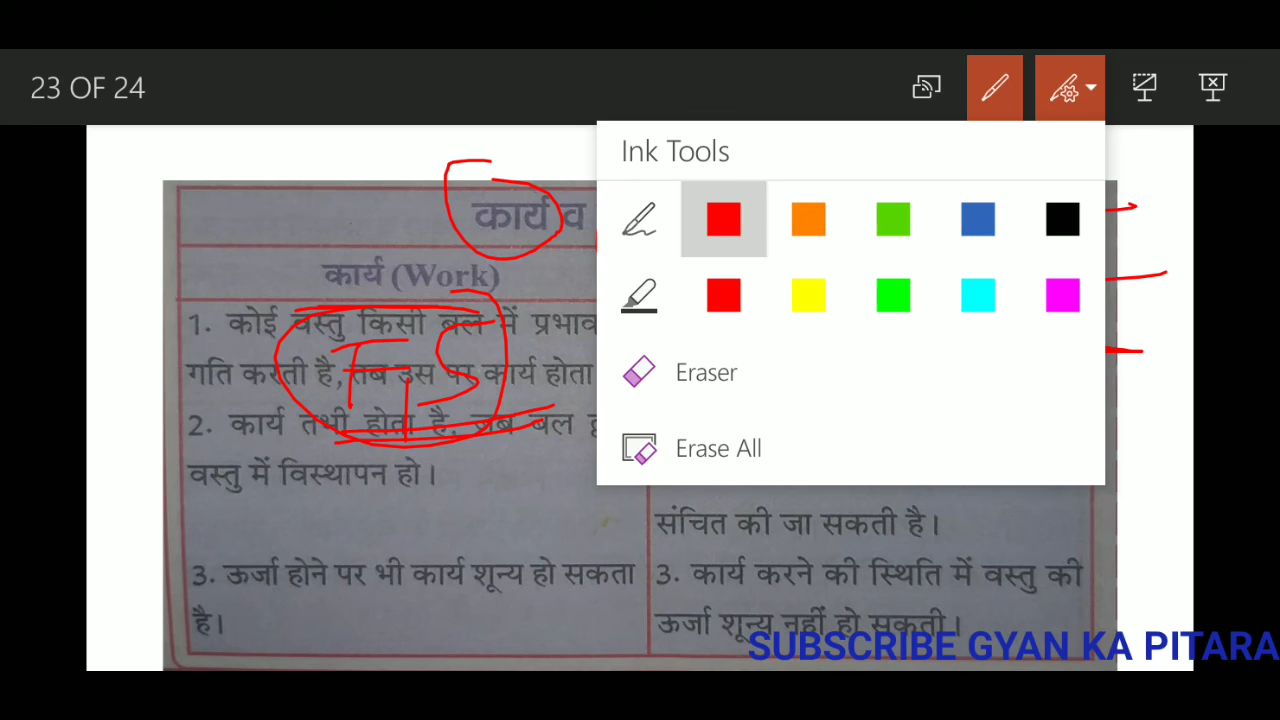 23 OF 24
Ink Tools
Eraser
Erase All
कार्य व
कार्य (Work)
1. कोई वस्तु किसी बल में प्रभाव
गति करती है, तब उस पर कार्य होता
2. कार्य तभी होता है, जब बल
वस्तु में विस्थापन हो।
3. ऊर्जा होने पर भी कार्य शून्य हो सकता
है।
FS
संचित की जा सकती है।
3. कार्य करने की स्थिति में वस्तु की
ऊर्जा शून्य नहीं हो सकती।
SUBSCRIBE GYAN KA PITARA